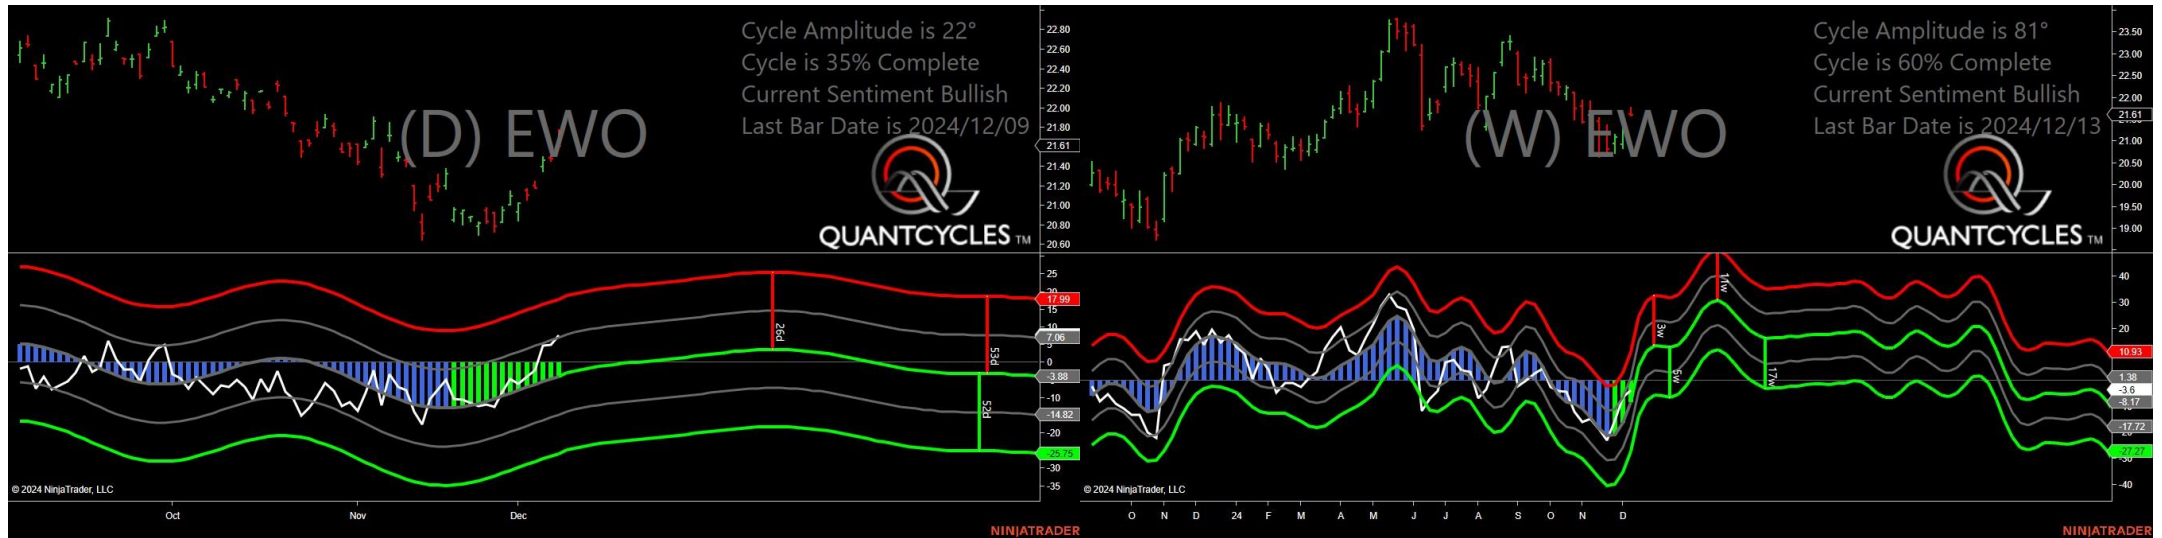 Cycle Amplitude is 22°
Cycle is 35% Complete
Current Sentiment Bullish
Last Bar Date is 2024/12/09
(D) EWO
QUANTCYCLES TM
22.80
22.60
22.40
22.20
22.00
21.80
21.61
21.40
21.20
21.00
20.80
20.60
25
20
17.99
15
10
7.06
5
0
-3.88
-10
-14.82
-20
-25.75
-30
-35
26d
53d
52d
© 2024 NinjaTrader, LLC
Oct
Nov
Dec
NINJATRADER
Cycle Amplitude is 81°
Cycle is 60% Complete
Current Sentiment Bullish
Last Bar Date is 2024/12/13
(W) EWO
QUANTCYCLES TM
23.50
23.00
22.50
22.00
21.61
21.00
20.50
20.00
19.50
19.00
40
30
20
10.93
1.38
-3.6
-8.17
-17.72
-27.27
-40
3w
5w
11w
17w
© 2024 NinjaTrader, LLC
O N D 24 F M A M J J A S O N D
NINJATRADER